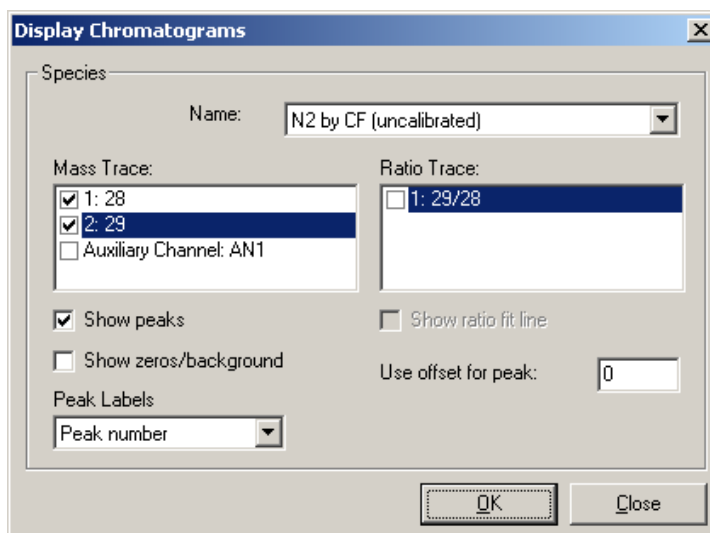 Display Chromatograms
Species
Name: N2 by CF (uncalibrated)
Mass Trace: Ratio Trace:
1: 28 1: 29/28
2: 29
Auxiliary Channel: AN1
Show peaks Show ratio fit line
Show zeros/background Use offset for peak: 0
Peak Labels
Peak number
OK Close